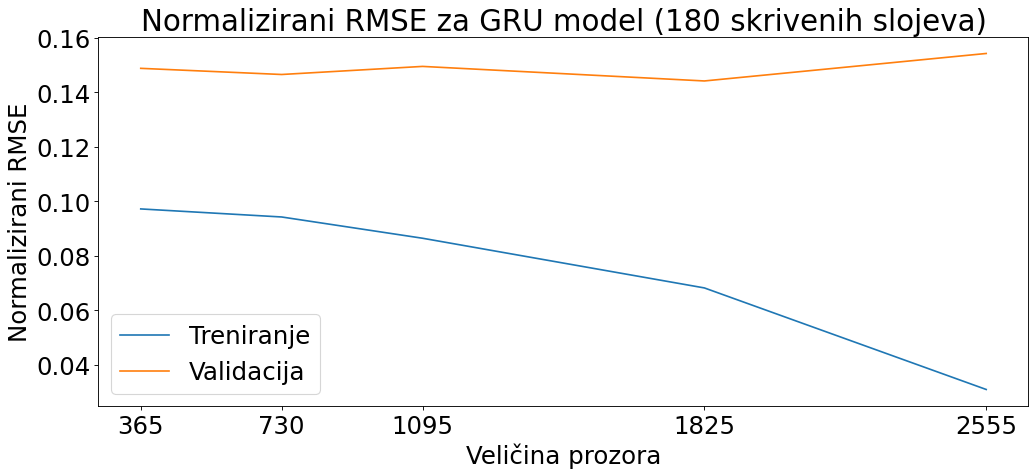 Normalizirani RMSE za GRU model (180 skrivenih slojeva)
Normalizirani RMSE
0.16
0.14
0.12
0.10
0.08
0.06
0.04
Treniranje
Validacija
365 730 1095 1825 2555
Veličina prozora